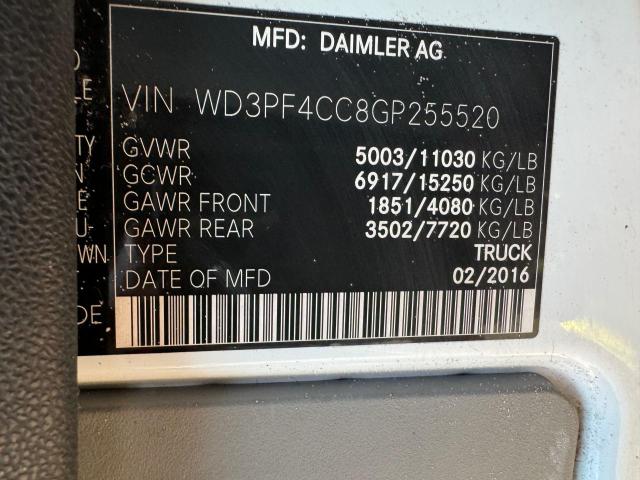 MFD: DAIMLER AG
VIN WD3PF4CC8GP255520
GVWR 5003/11030 KG/LB
GCWR 6917/15250 KG/LB
GAWR FRONT 1851/4080 KG/LB
GAWR REAR 3502/7720 KG/LB
TYPE TRUCK
DATE OF MFD 02/2016